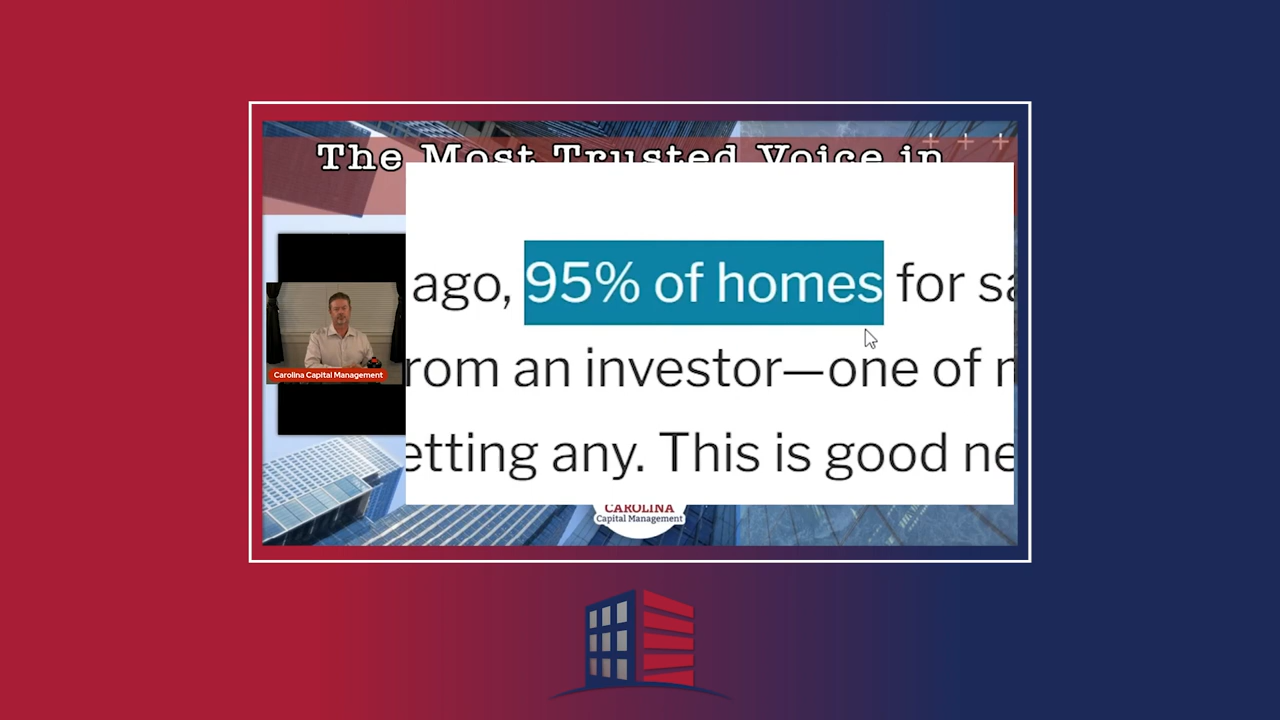 The Most Trusted Voice in
ago, 95% of homes for sa
rom an investor—one of
etting any. This is good ne
Carolina Capital Management
CAROLINA
Capital Management